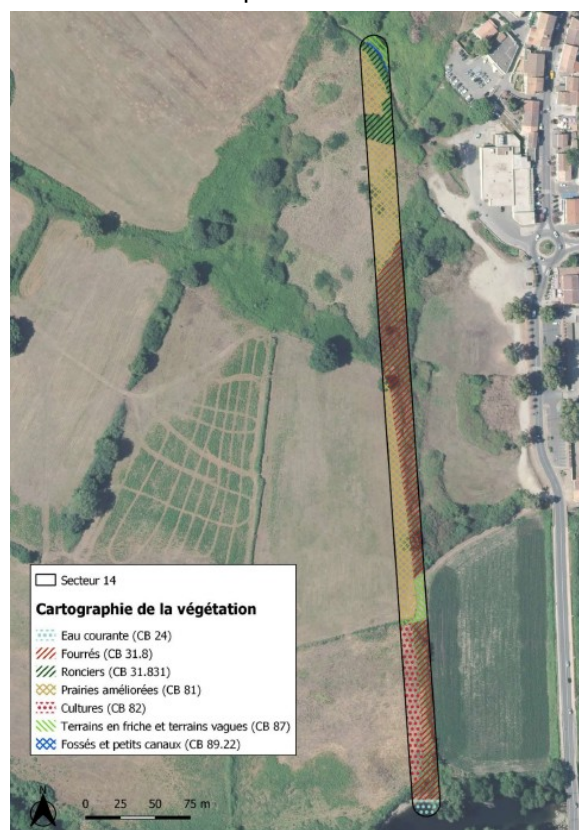 Secteur 14
Cartographie de la végétation
Eau courante (CB 24)
Fourrés (CB 31.8)
Ronciers (CB 31.831)
Prairies améliorées (CB 81)
Cultures (CB 82)
Terrains en friche et terrains vagues (CB 87)
Fossés et petits canaux (CB 89.22)
N
0 25 50 75 m